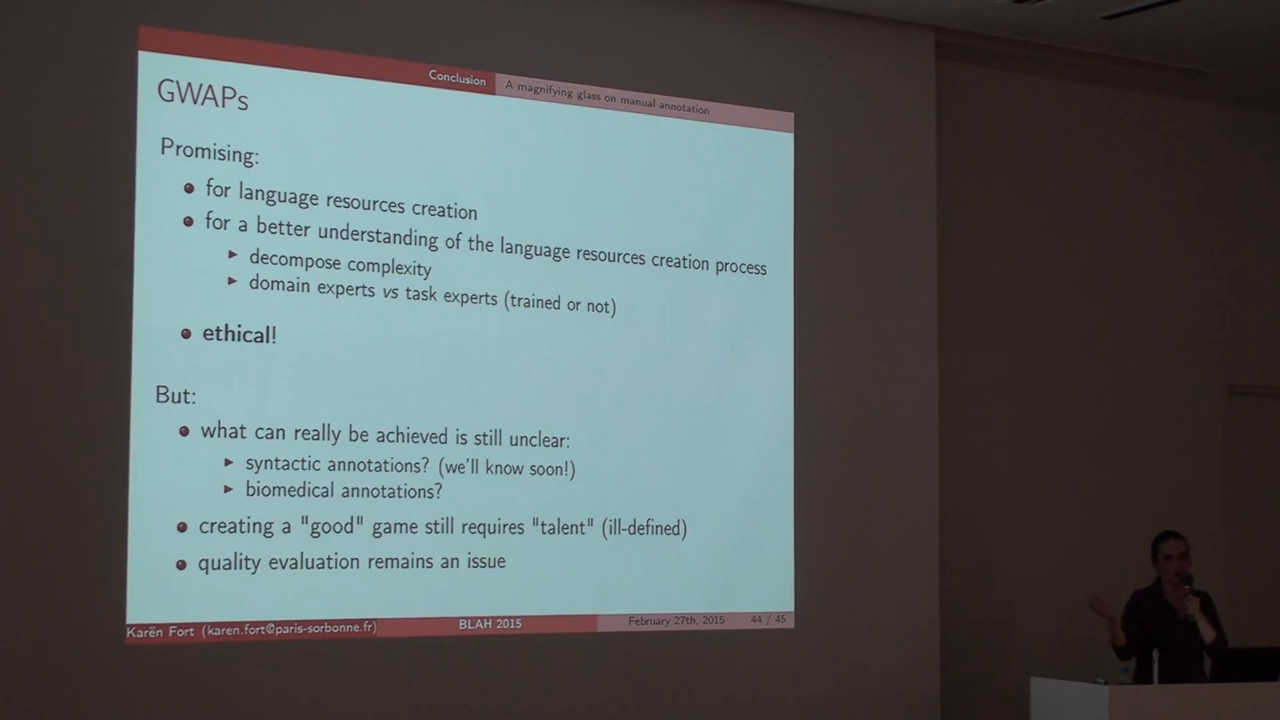 Conclusion A magnifying glass on manual annotation
GWAPs
Promising:
for language resources creation
for a better understanding of the language resources creation process
decompose complexity
domain experts vs task experts (trained or not)
ethical!
But:
what can really be achieved is still unclear:
syntactic annotations? (we'll know soon!)
biomedical annotations?
creating a "good" game still requires "talent" (ill-defined)
quality evaluation remains an issue
Karën Fort (karen.fort@paris-sorbonne.fr) BLAH 2015 February 27th, 2015 44 / 45